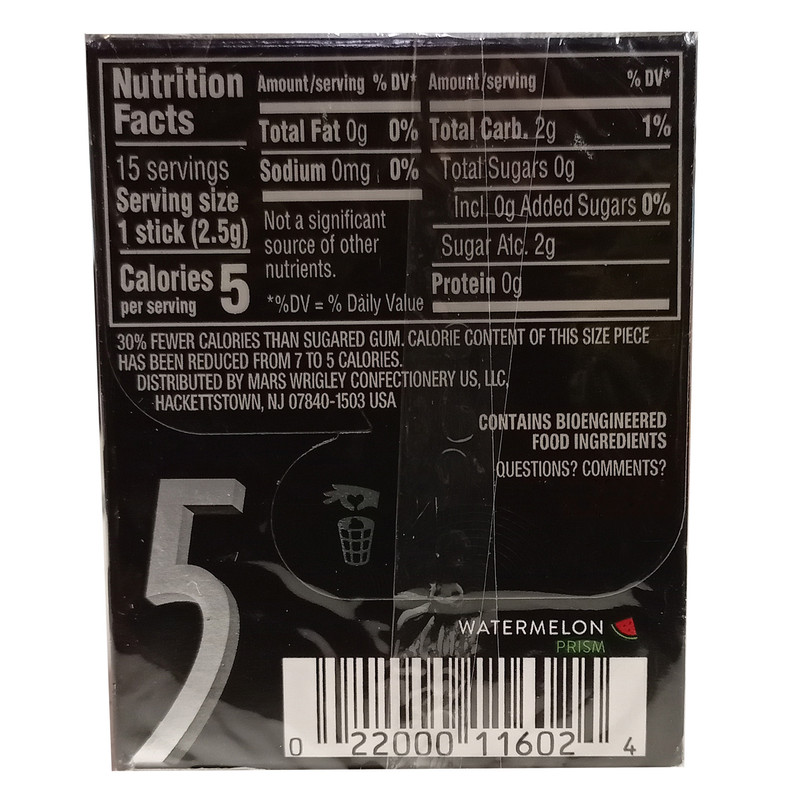 Nutrition
Facts
15 servings
Serving size
1 stick (2.5g)
Calories 5
per serving
Amount/serving % DV*
Total Fat 0g 0%
Sodium 0mg 0%
Not a significant
source of other
nutrients.
*%DV = % Daily Value
Amount/serving % DV*
Total Carb. 2g 1%
Total Sugars 0g
Incl. 0g Added Sugars 0%
Sugar Alc. 2g
Protein 0g
30% FEWER CALORIES THAN SUGARED GUM. CALORIE CONTENT OF THIS SIZE PIECE
HAS BEEN REDUCED FROM 7 TO 5 CALORIES.
DISTRIBUTED BY MARS WRIGLEY CONFECTIONERY US, LLC,
HACKETTSTOWN, NJ 07840-1503 USA
CONTAINS BIOENGINEERED
FOOD INGREDIENTS
QUESTIONS? COMMENTS?
5
WATERMELON
PRISM
0 22000 11602 4